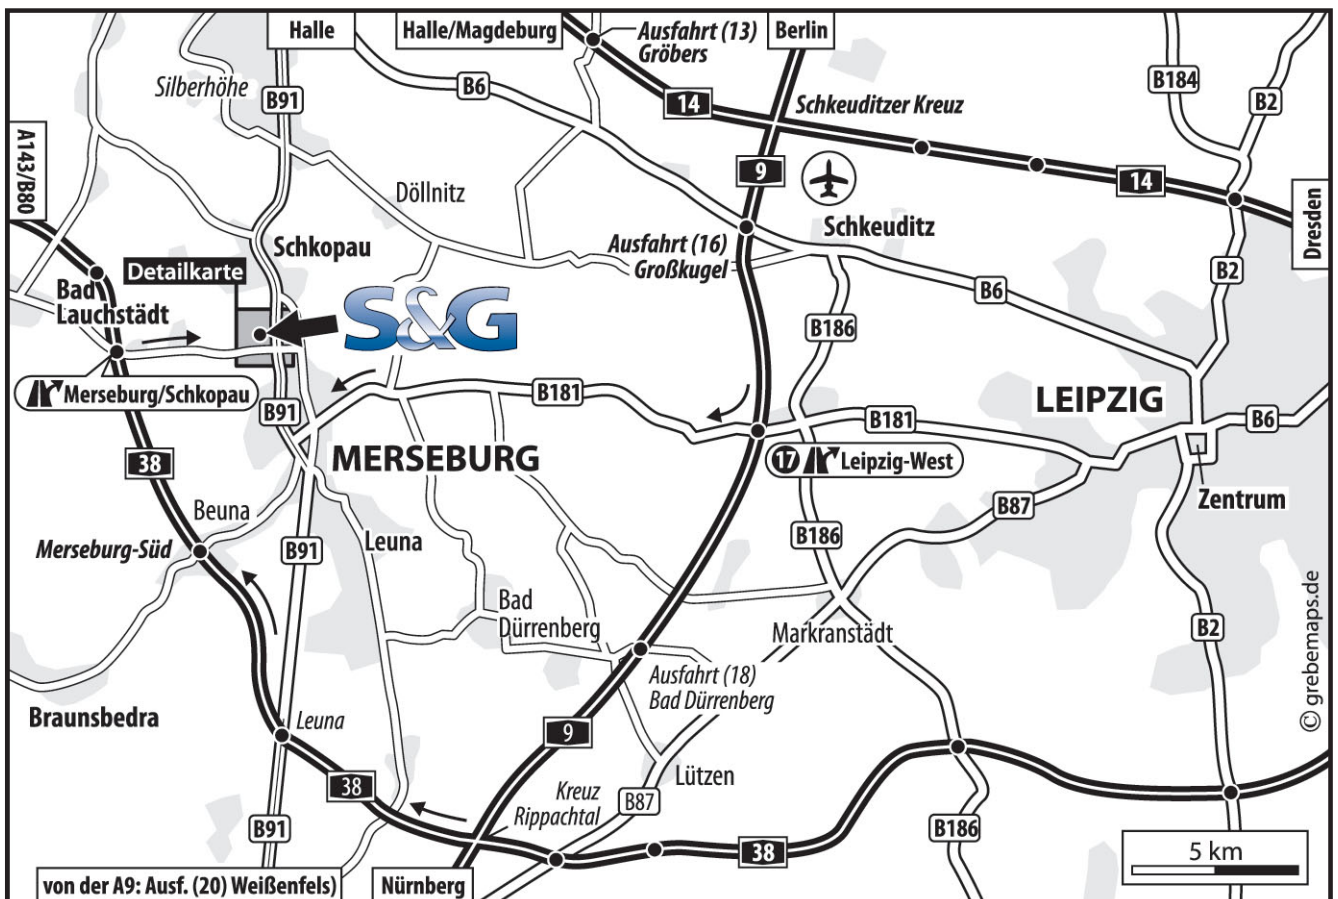 Halle
Halle/Magdeburg
Ausfahrt (13)
Gröbers
Berlin
Silberhöhe
B91
B6
14
Schkeuditzer Kreuz
B184
B2
A143/B80
9
14
Döllnitz
Schkopau
Ausfahrt (16)
Großkugel
Schkeuditz
Dresden
Detailkarte
Bad
Lauchstädt
S&G
B6
B2
B186
Merseburg/Schkopau
B91
B181
B181
LEIPZIG
B6
38
MERSEBURG
17 Leipzig-West
B87
Zentrum
Beuna
Merseburg-Süd
B91
Leuna
B186
Bad
Dürrenberg
Markranstädt
B2
Ausfahrt (18)
Bad Dürrenberg
Braunsbedra
Leuna
9
38
Lützen
Kreuz
Rippachtal
B87
B91
38
B186
5 km
von der A9: Ausf. (20) Weißenfels)
Nürnberg
© grebemaps.de